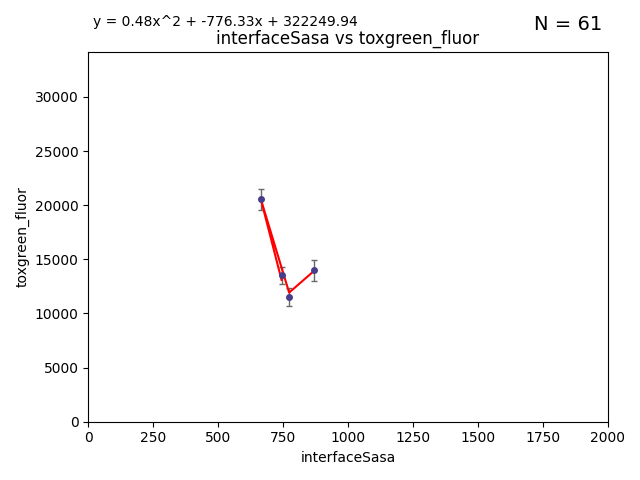 y = 0.48x^2 + -776.33x + 322249.94
N = 61
interfaceSasa vs toxgreen_fluor
toxgreen_fluor
30000
25000
20000
15000
10000
5000
0
0 250 500 750 1000 1250 1500 1750 2000
interfaceSasa